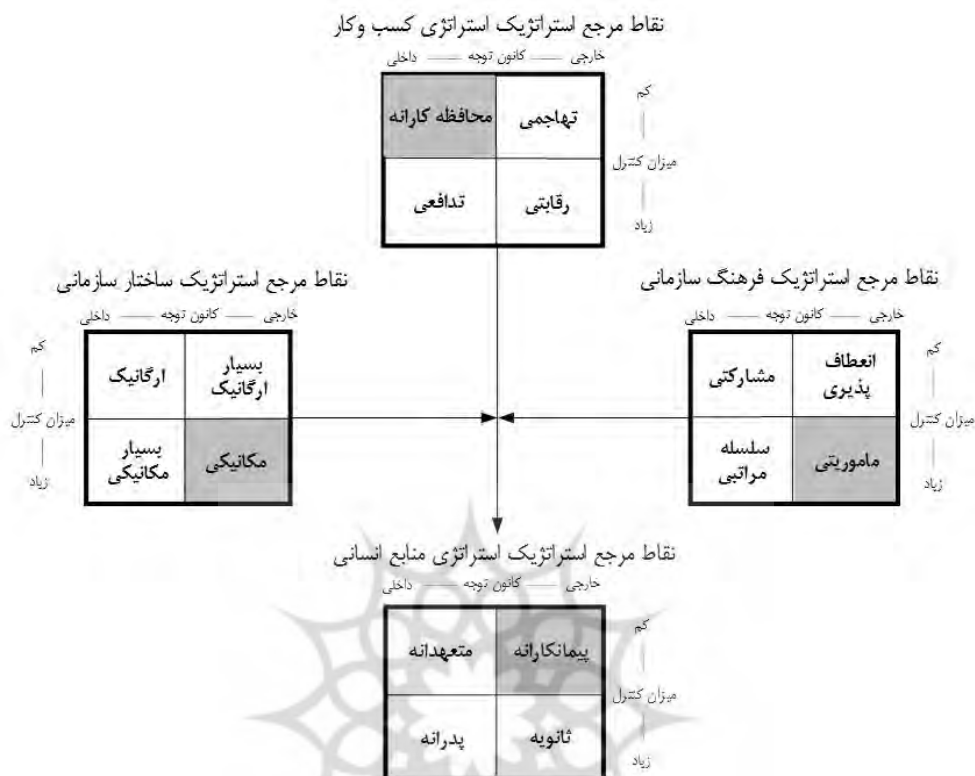 نقاط مرجع استراتژیک استراتژی کسب وکار
خارجی —— کانون توجه —— داخلی
تهاجمی
محافظه کارانه
رقابتی
تدافعی
کم
میزان کنترل
زیاد
نقاط مرجع استراتژیک فرهنگ سازمانی
خارجی —— کانون توجه —— داخلی
انعطاف
پذیری
مشارکتی
ماموریتی
سلسله
مراتبی
کم
میزان کنترل
زیاد
نقاط مرجع استراتژیک ساختار سازمانی
خارجی —— کانون توجه —— داخلی
بسیار
ارگانیک
ارگانیک
مکانیکی
بسیار
مکانیکی
کم
میزان کنترل
زیاد
نقاط مرجع استراتژیک استراتژی منابع انسانی
خارجی —— کانون توجه —— داخلی
پیمانکارانه
متعهدانه
ثانویه
پدرانه
کم
میزان کنترل
زیاد